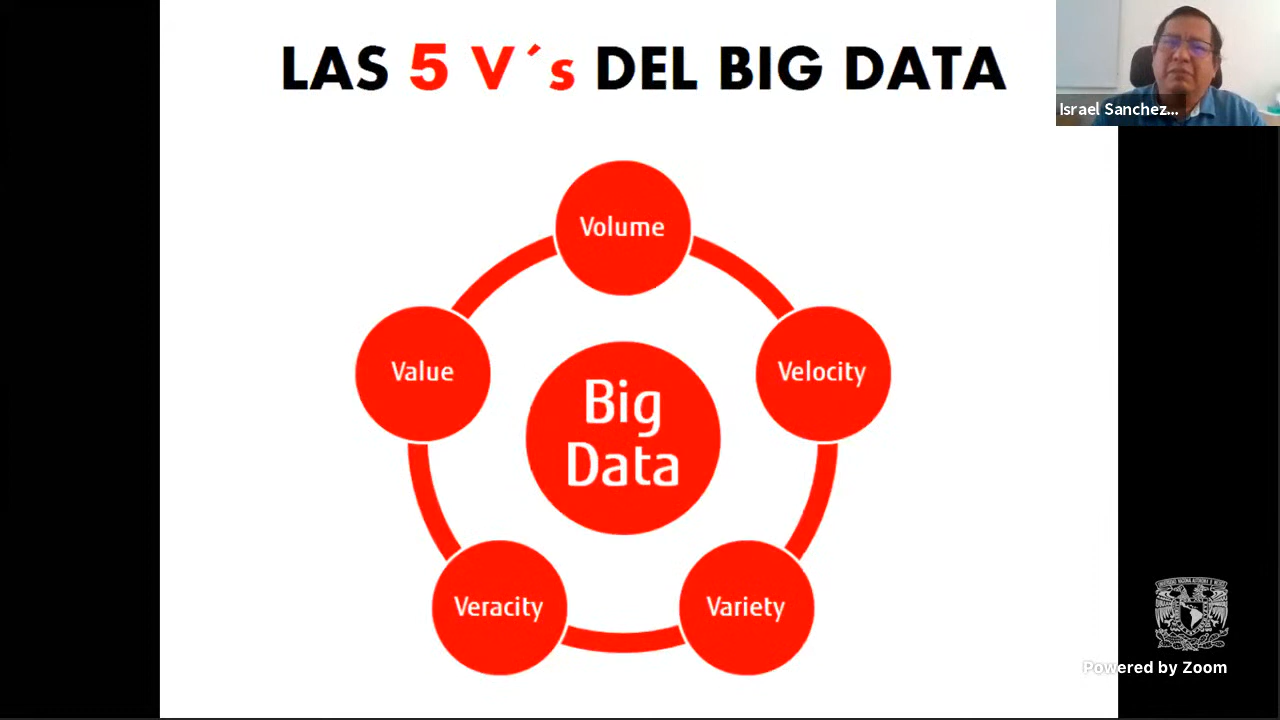 LAS 5 V´s DEL BIG DATA
Israel Sanchez...
Volume
Value
Velocity
Big
Data
Veracity
Variety
Powered by Zoom